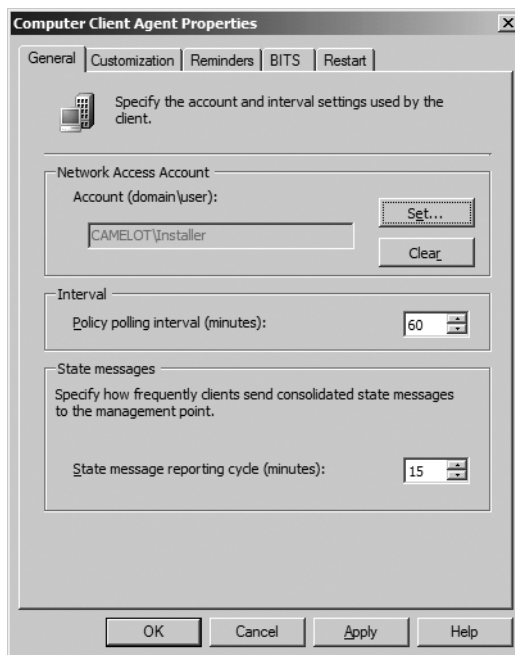 Computer Client Agent Properties
General
Customization
Reminders
BITS
Restart
Specify the account and interval settings used by the
client.
Network Access Account
Account (domain\user):
CAMELOT\Installer
Set...
Clear
Interval
Policy polling interval (minutes):
60
State messages
Specify how frequently clients send consolidated state messages
to the management point.
State message reporting cycle (minutes):
15
OK
Cancel
Apply
Help